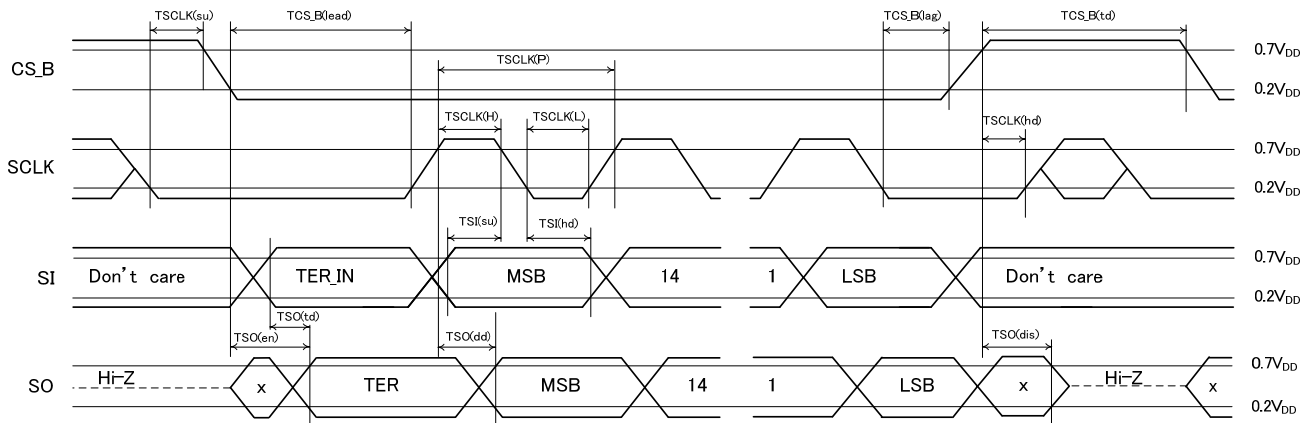 TSCLK(su) TCS_B(lead) TCS_B(lag) TCS_B(td)
CS_B TSCLK(P) 0.7VDD
0.2VDD
TSCLK(H) TSCLK(L) TSCLK(hd)
SCLK 0.7VDD
0.2VDD
TSI(su) TSI(hd)
SI Don't care TER_IN MSB 14 1 LSB Don't care 0.7VDD
0.2VDD
TSO(td)
TSO(en) TSO(dd) TSO(dis)
SO Hi-Z x TER MSB 14 1 LSB x Hi-Z x 0.7VDD
0.2VDD